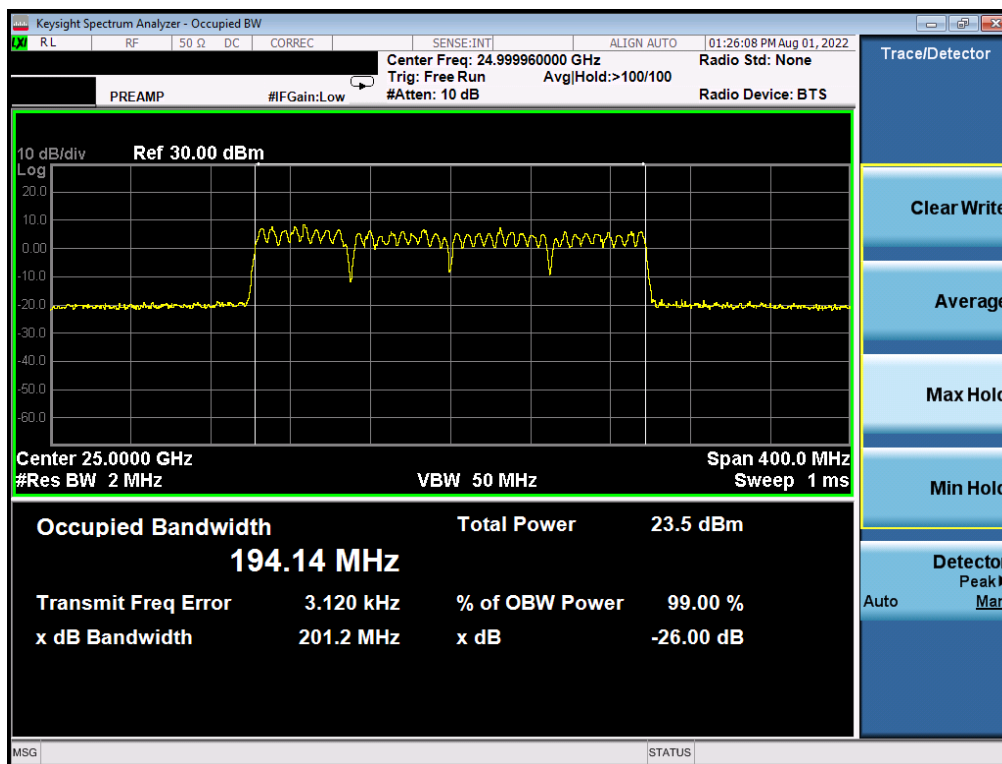 Keysight Spectrum Analyzer - Occupied BW
LXI RL RF 50 Ω DC CORREC SENSE:INT ALIGN AUTO 01:26:08 PM Aug 01, 2022
Center Freq: 24.999960000 GHz Radio Std: None
Trig: Free Run Avg|Hold:>100/100
PREAMP #IFGain:Low #Atten: 10 dB Radio Device: BTS
10 dB/div Ref 30.00 dBm
Log
20.0
10.0
0.00
-10.0
-20.0
-30.0
-40.0
-50.0
-60.0
Center 25.0000 GHz Span 400.0 MHz
#Res BW 2 MHz VBW 50 MHz Sweep 1 ms
Occupied Bandwidth Total Power 23.5 dBm
194.14 MHz
Transmit Freq Error 3.120 kHz % of OBW Power 99.00 %
x dB Bandwidth 201.2 MHz x dB -26.00 dB
MSG STATUS
Trace/Detector
Clear Write
Average
Max Hold
Min Hold
Detector
Peak
Auto Man